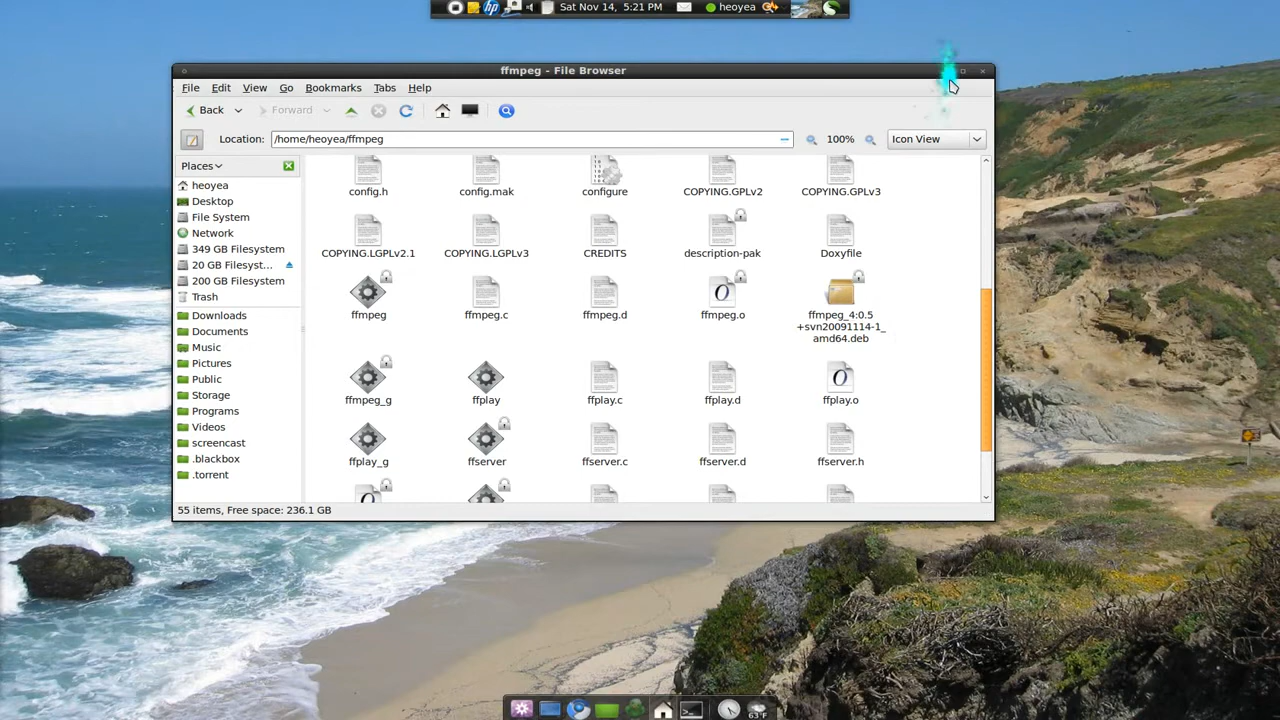 Sat Nov 14, 5:21 PM
heoyea
ffmpeg - File Browser
File Edit View Go Bookmarks Tabs Help
Back Forward
Location: /home/heoyea/ffmpeg 100% Icon View
Places
heoyea
Desktop
File System
Network
349 GB Filesystem
20 GB Filesyst...
200 GB Filesystem
Trash
Downloads
Documents
Music
Pictures
Public
Storage
Programs
Videos
screencast
.blackbox
.torrent
config.h config.mak configure COPYING.GPLv2 COPYING.GPLv3
COPYING.LGPLv2.1 COPYING.LGPLv3 CREDITS description-pak Doxyfile
ffmpeg ffmpeg.c ffmpeg.d ffmpeg.o ffmpeg_4:0.5
+svn20091114-1_
amd64.deb
ffmpeg_g ffplay ffplay.c ffplay.d ffplay.o
ffplay_g ffserver ffserver.c ffserver.d ffserver.h
55 items, Free space: 236.1 GB
63°F